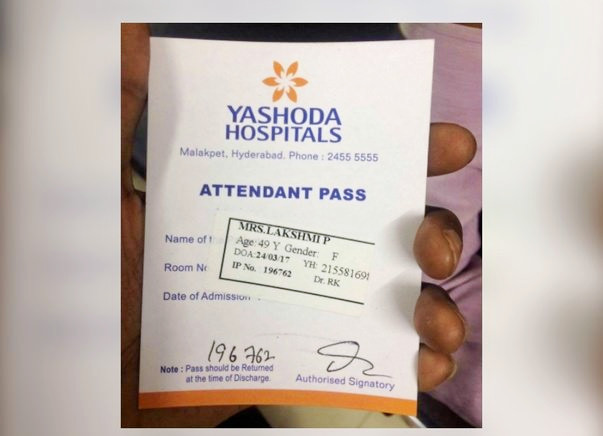 YASHODA
HOSPITALS
Malakpet, Hyderabad. Phone : 2455 5555
ATTENDANT PASS
Name of
MRS.LAKSHMI P
Age: 49 Y Gender: F
DOA:24/03/17 YH: 215581698
IP No. 196762
Dr. RK
Room No
Date of Admission
196762
Note : Pass should be Returned
at the time of Discharge.
Authorised Signatory